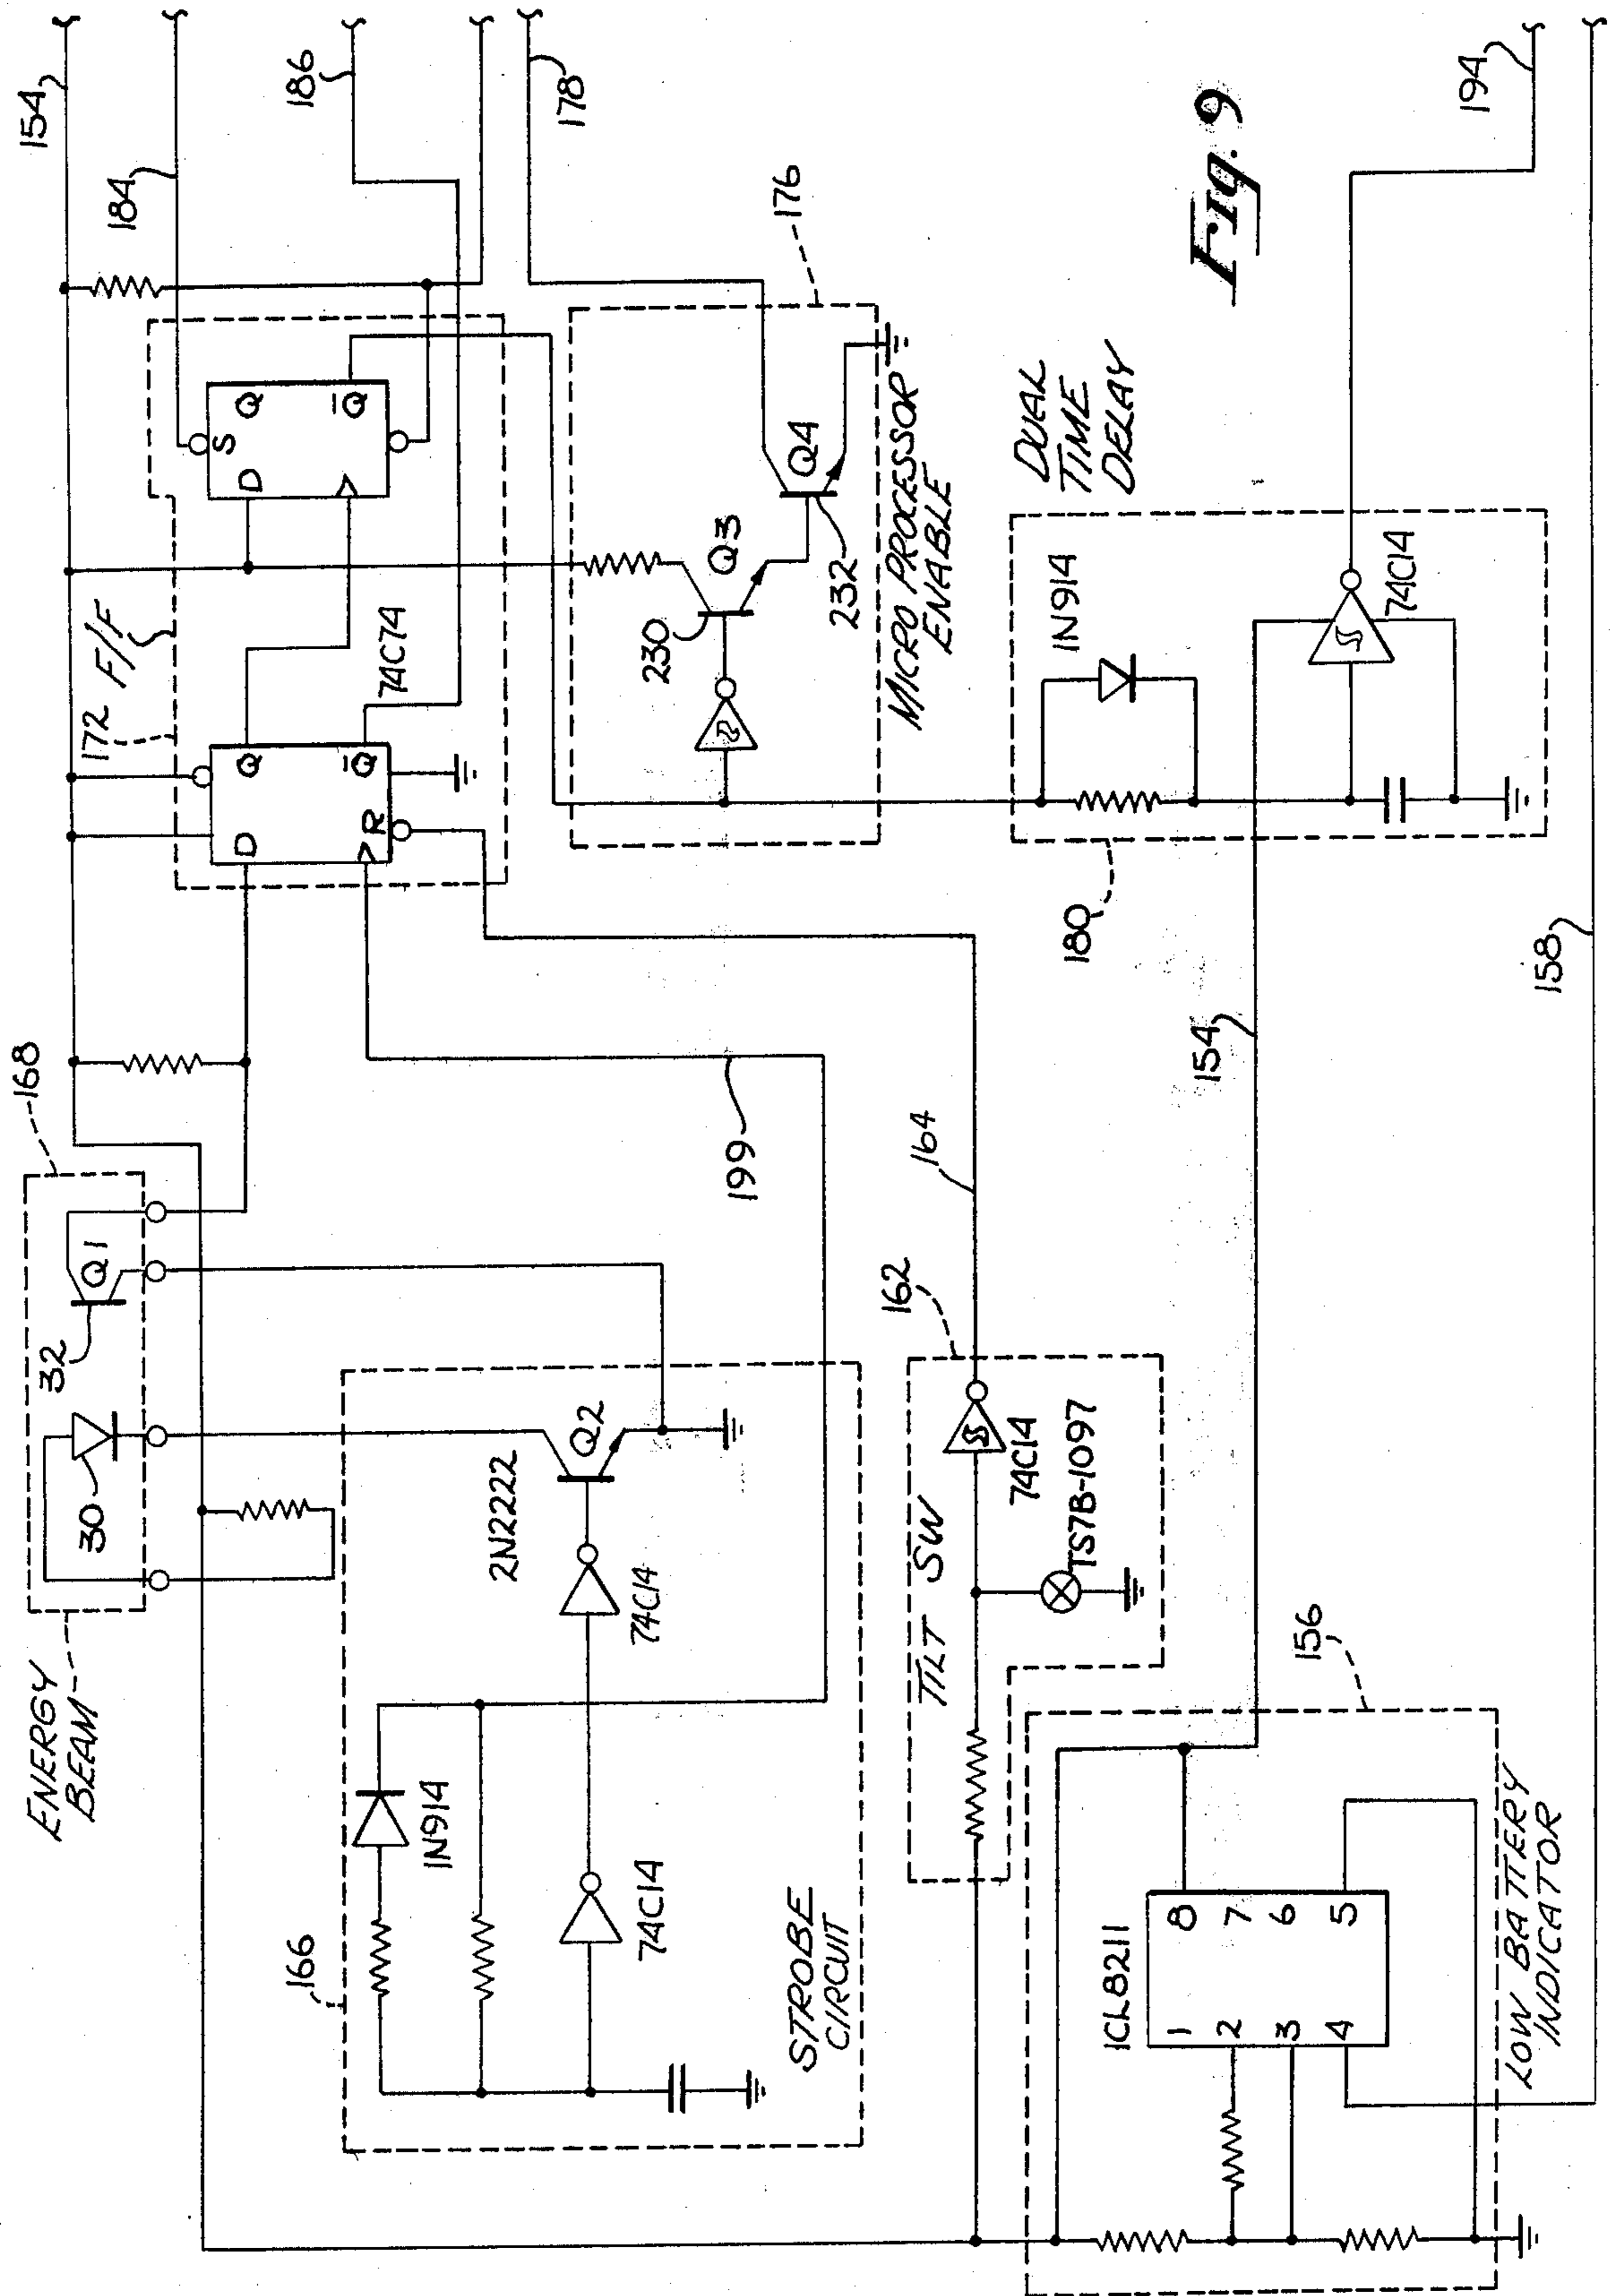 154
184
186
178
172 F/F
S
D
Q
Q̅
D
Q
R
Q̅
74C74
168
ENERGY
BEAM
30
32
Q1
199
176
230
Q3
Q4
232
MICRO PROCESSOR
ENABLE
166
1N914
74C14
74C14
2N2222
Q2
STROBE
CIRCUIT
162
164
TILT SW
74C14
TS7B-1097
DUAL
TIME
DELAY
180
1N914
74C14
194
154
158
156
ICL8211
1
2
3
4
8
7
6
5
LOW BATTERY
INDICATOR
Fig. 9